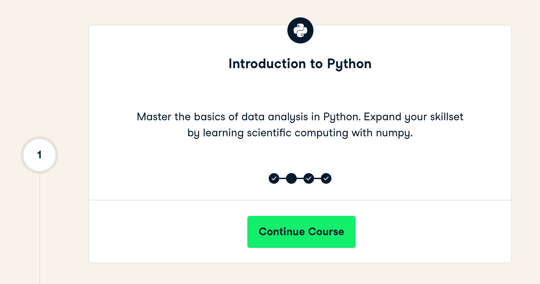 Introduction to Python
Master the basics of data analysis in Python. Expand your skillset
by learning scientific computing with numpy.
1
Continue Course